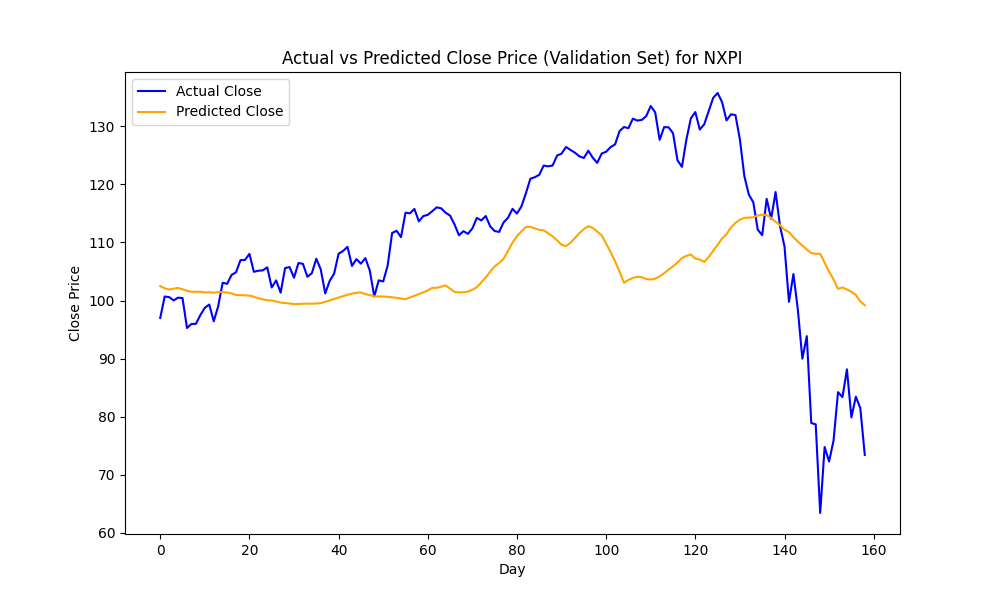 Actual vs Predicted Close Price (Validation Set) for NXPI
Actual Close
Predicted Close
Close Price
130
120
110
100
90
80
70
60
0 20 40 60 80 100 120 140 160
Day